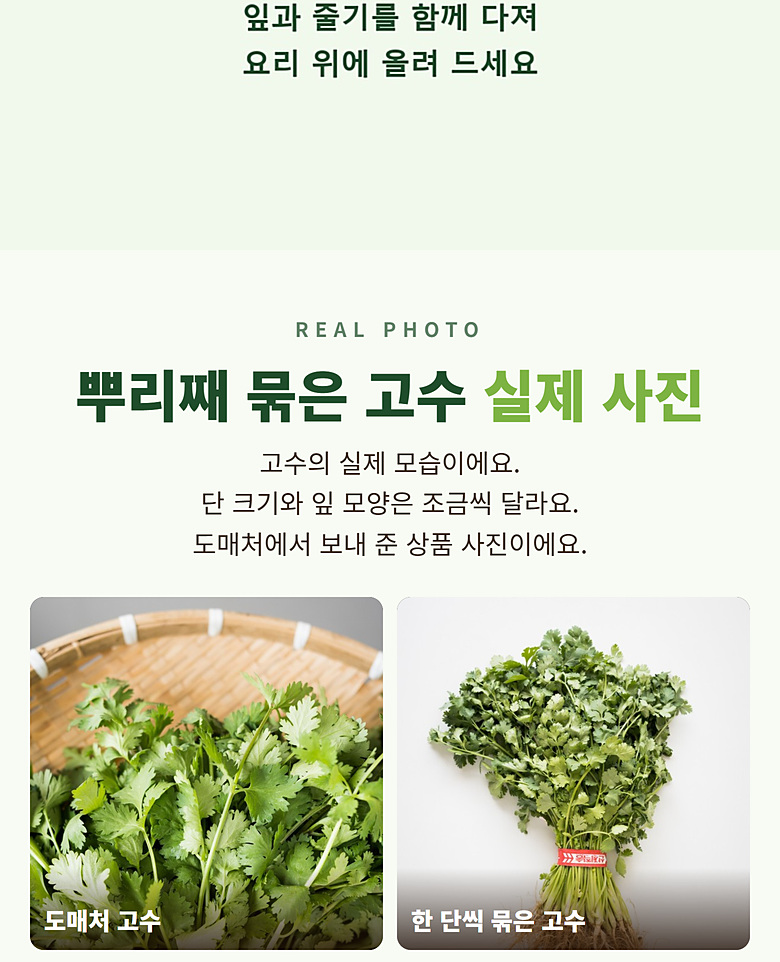 잎과 줄기를 함께 다져
요리 위에 올려 드세요
REAL PHOTO
뿌리째 묶은 고수 실제 사진
고수의 실제 모습이에요.
단 크기와 잎 모양은 조금씩 달라요.
도매처에서 보내 준 상품 사진이에요.
도매처 고수
한 단씩 묶은 고수